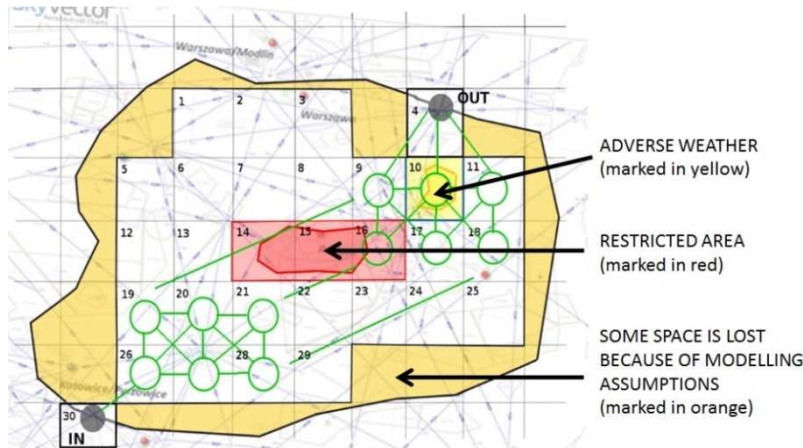 skyvector
Warszawa/Modlin
OUT
1 2 3 4
Warszawa
ADVERSE WEATHER
(marked in yellow)
5 6 7 8 9 10 11
12 13 14 15 16 17 18
RESTRICTED AREA
(marked in red)
19 20 21 22 23 24 25
SOME SPACE IS LOST
BECAUSE OF MODELLING
ASSUMPTIONS
(marked in orange)
26 28 29
30
IN